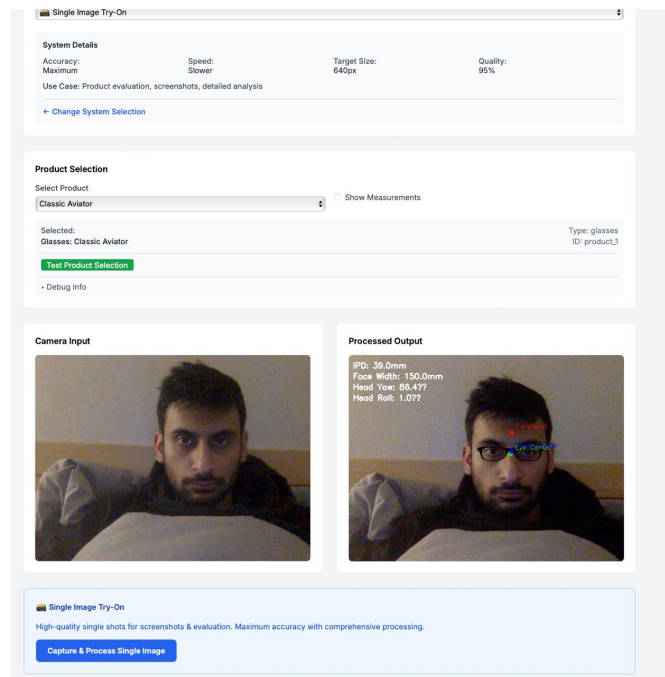 Single Image Try-On
System Details
Accuracy:
Maximum
Speed:
Slower
Target Size:
640px
Quality:
95%
Use Case: Product evaluation, screenshots, detailed analysis
← Change System Selection
Product Selection
Select Product
Classic Aviator
Show Measurements
Selected:
Glasses: Classic Aviator
Type: glasses
ID: product_1
Test Product Selection
Debug Info
Camera Input
Processed Output
IPD: 39.0mm
Face Width: 150.0mm
Head Yaw: 86.4??
Head Roll: 1.0??
Forehead
Eye Center
Single Image Try-On
High-quality single shots for screenshots & evaluation. Maximum accuracy with comprehensive processing.
Capture & Process Single Image